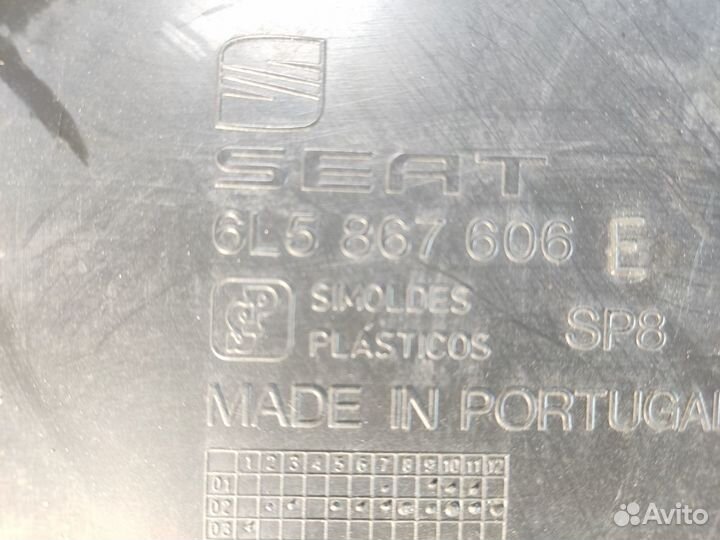 SEAT
6L5 867 606 E
SP SIMOLDES
PLÁSTICOS SP8
MADE IN PORTUGAL
1 2 3 4 5 6 7 8 9 10 11 12
01
02
03
Avito